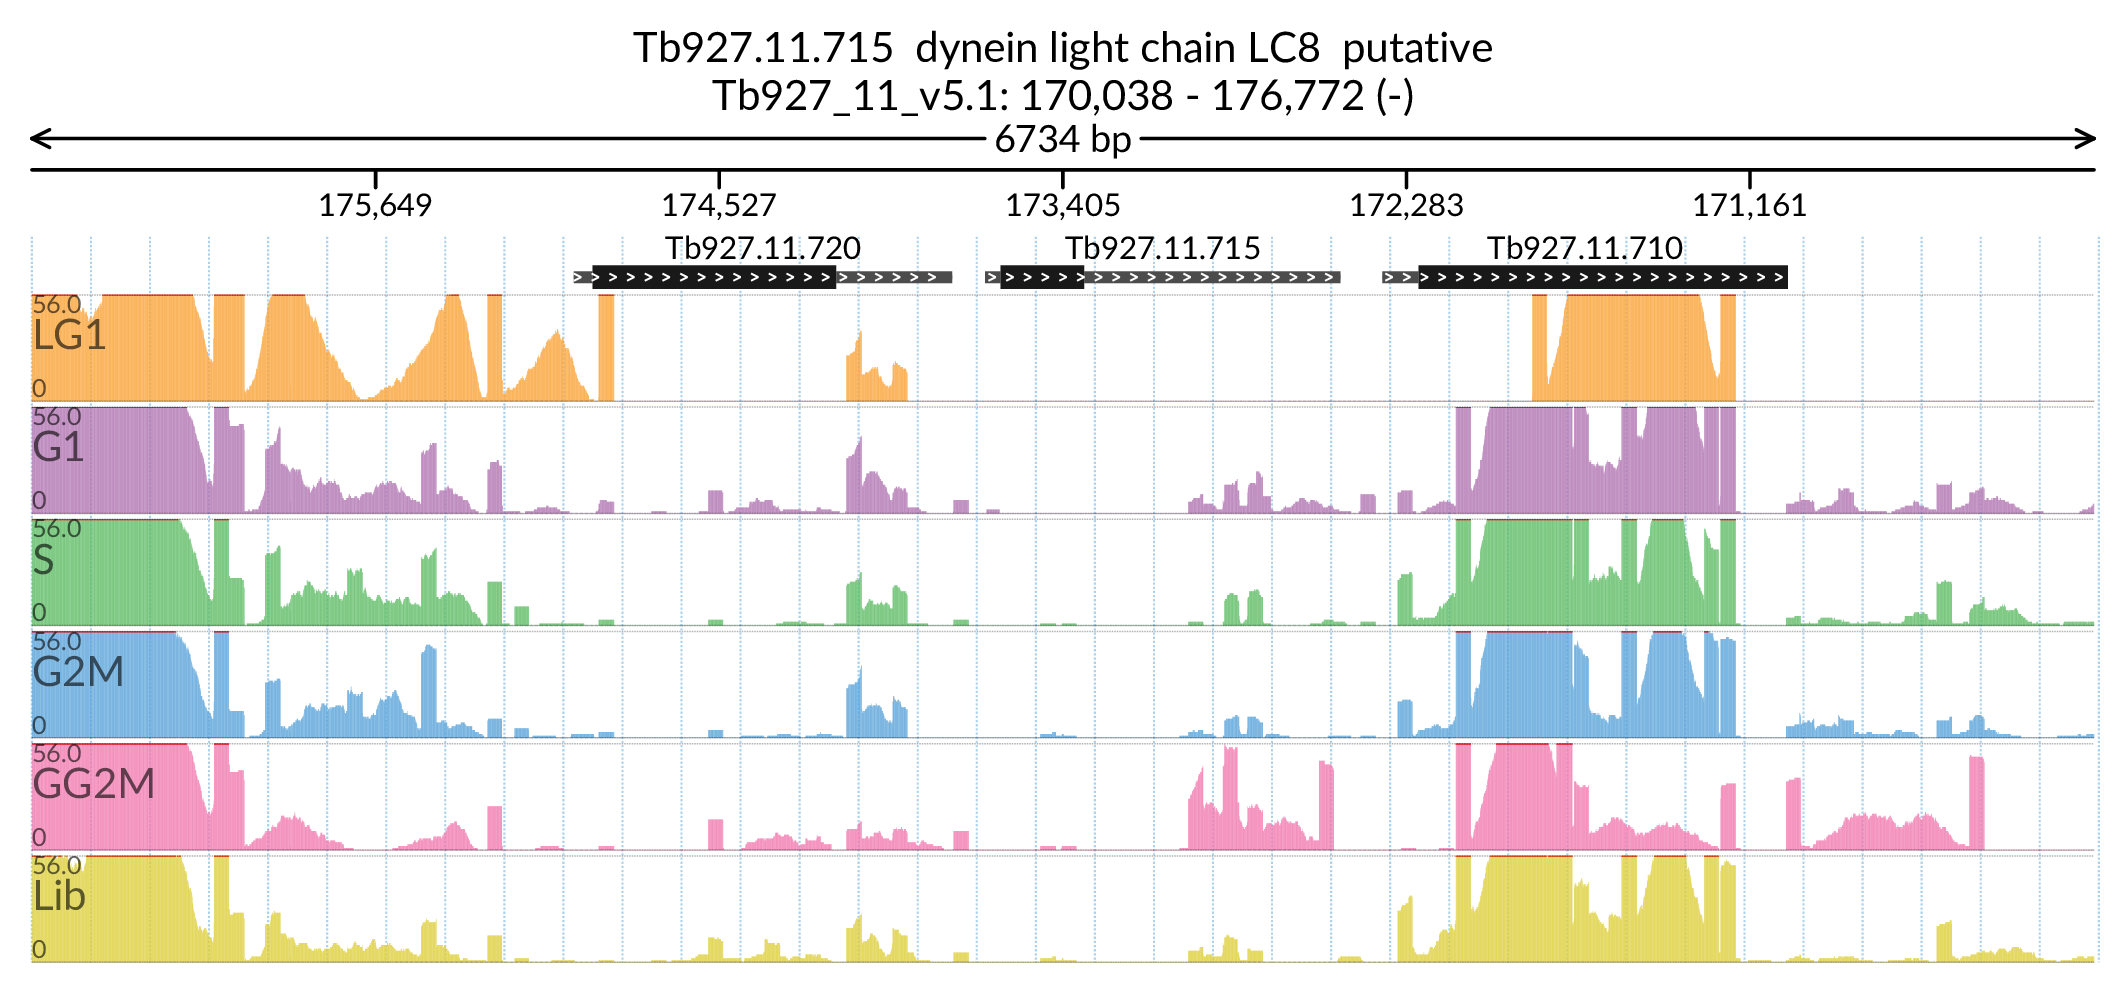 Tb927.11.715  dynein light chain LC8  putative
Tb927_11_v5.1: 170,038 - 176,772 (-)
6734 bp
175,649 174,527 173,405 172,283 171,161
Tb927.11.720 Tb927.11.715 Tb927.11.710
56.0
LG1
0
56.0
G1
0
56.0
S
0
56.0
G2M
0
56.0
GG2M
0
56.0
Lib
0